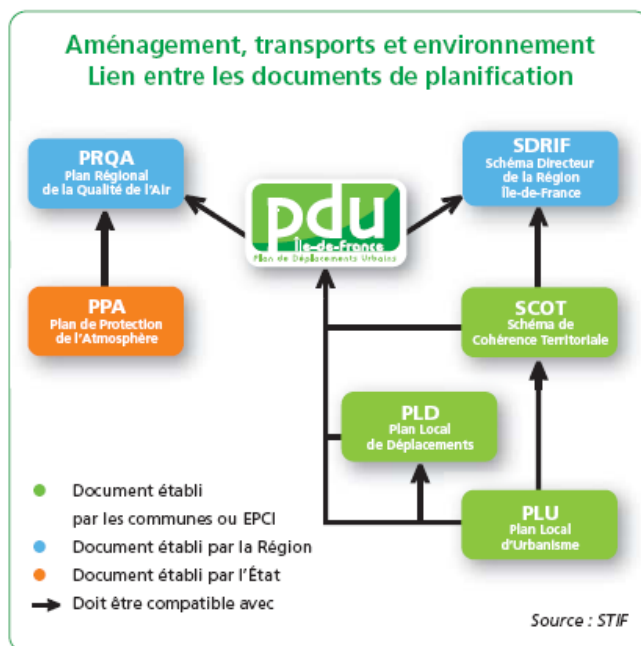 Aménagement, transports et environnement
Lien entre les documents de planification
PRQA
Plan Régional
de la Qualité de l'Air
SDRIF
Schéma Directeur
de la Région
Île-de-France
pdu
Île-de-France
Plan de Déplacements Urbains
PPA
Plan de Protection
de l'Atmosphère
SCOT
Schéma de
Cohérence Territoriale
PLD
Plan Local
de Déplacements
PLU
Plan Local
d'Urbanisme
Document établi
par les communes ou EPCI
Document établi par la Région
Document établi par l'État
Doit être compatible avec
Source : STIF